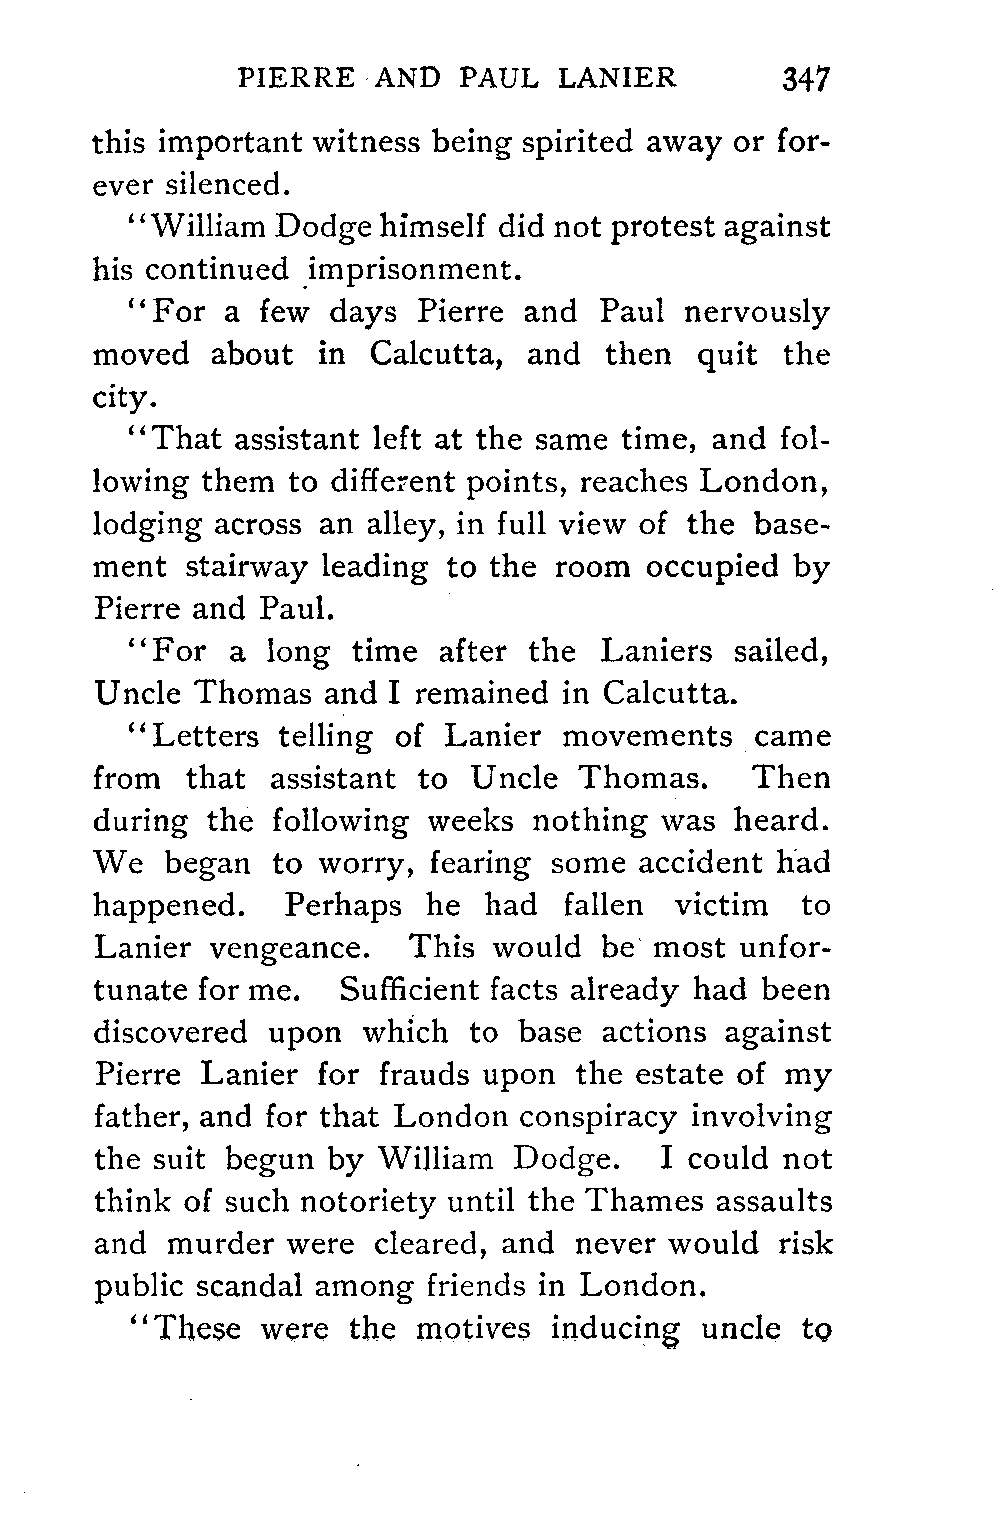 PIERRE AND PAUL LANIER 347
this important witness being spirited away or for-
ever silenced.
"William Dodge himself did not protest against
his continued imprisonment.
"For a few days Pierre and Paul nervously
moved about in Calcutta, and then quit the
city.
"That assistant left at the same time, and fol-
lowing them to different points, reaches London,
lodging across an alley, in full view of the base-
ment stairway leading to the room occupied by
Pierre and Paul.
"For a long time after the Laniers sailed,
Uncle Thomas and I remained in Calcutta.
"Letters telling of Lanier movements came
from that assistant to Uncle Thomas. Then
during the following weeks nothing was heard.
We began to worry, fearing some accident had
happened. Perhaps he had fallen victim to
Lanier vengeance. This would be most unfor-
tunate for me. Sufficient facts already had been
discovered upon which to base actions against
Pierre Lanier for frauds upon the estate of my
father, and for that London conspiracy involving
the suit begun by William Dodge. I could not
think of such notoriety until the Thames assaults
and murder were cleared, and never would risk
public scandal among friends in London.
"These were the motives inducing uncle to